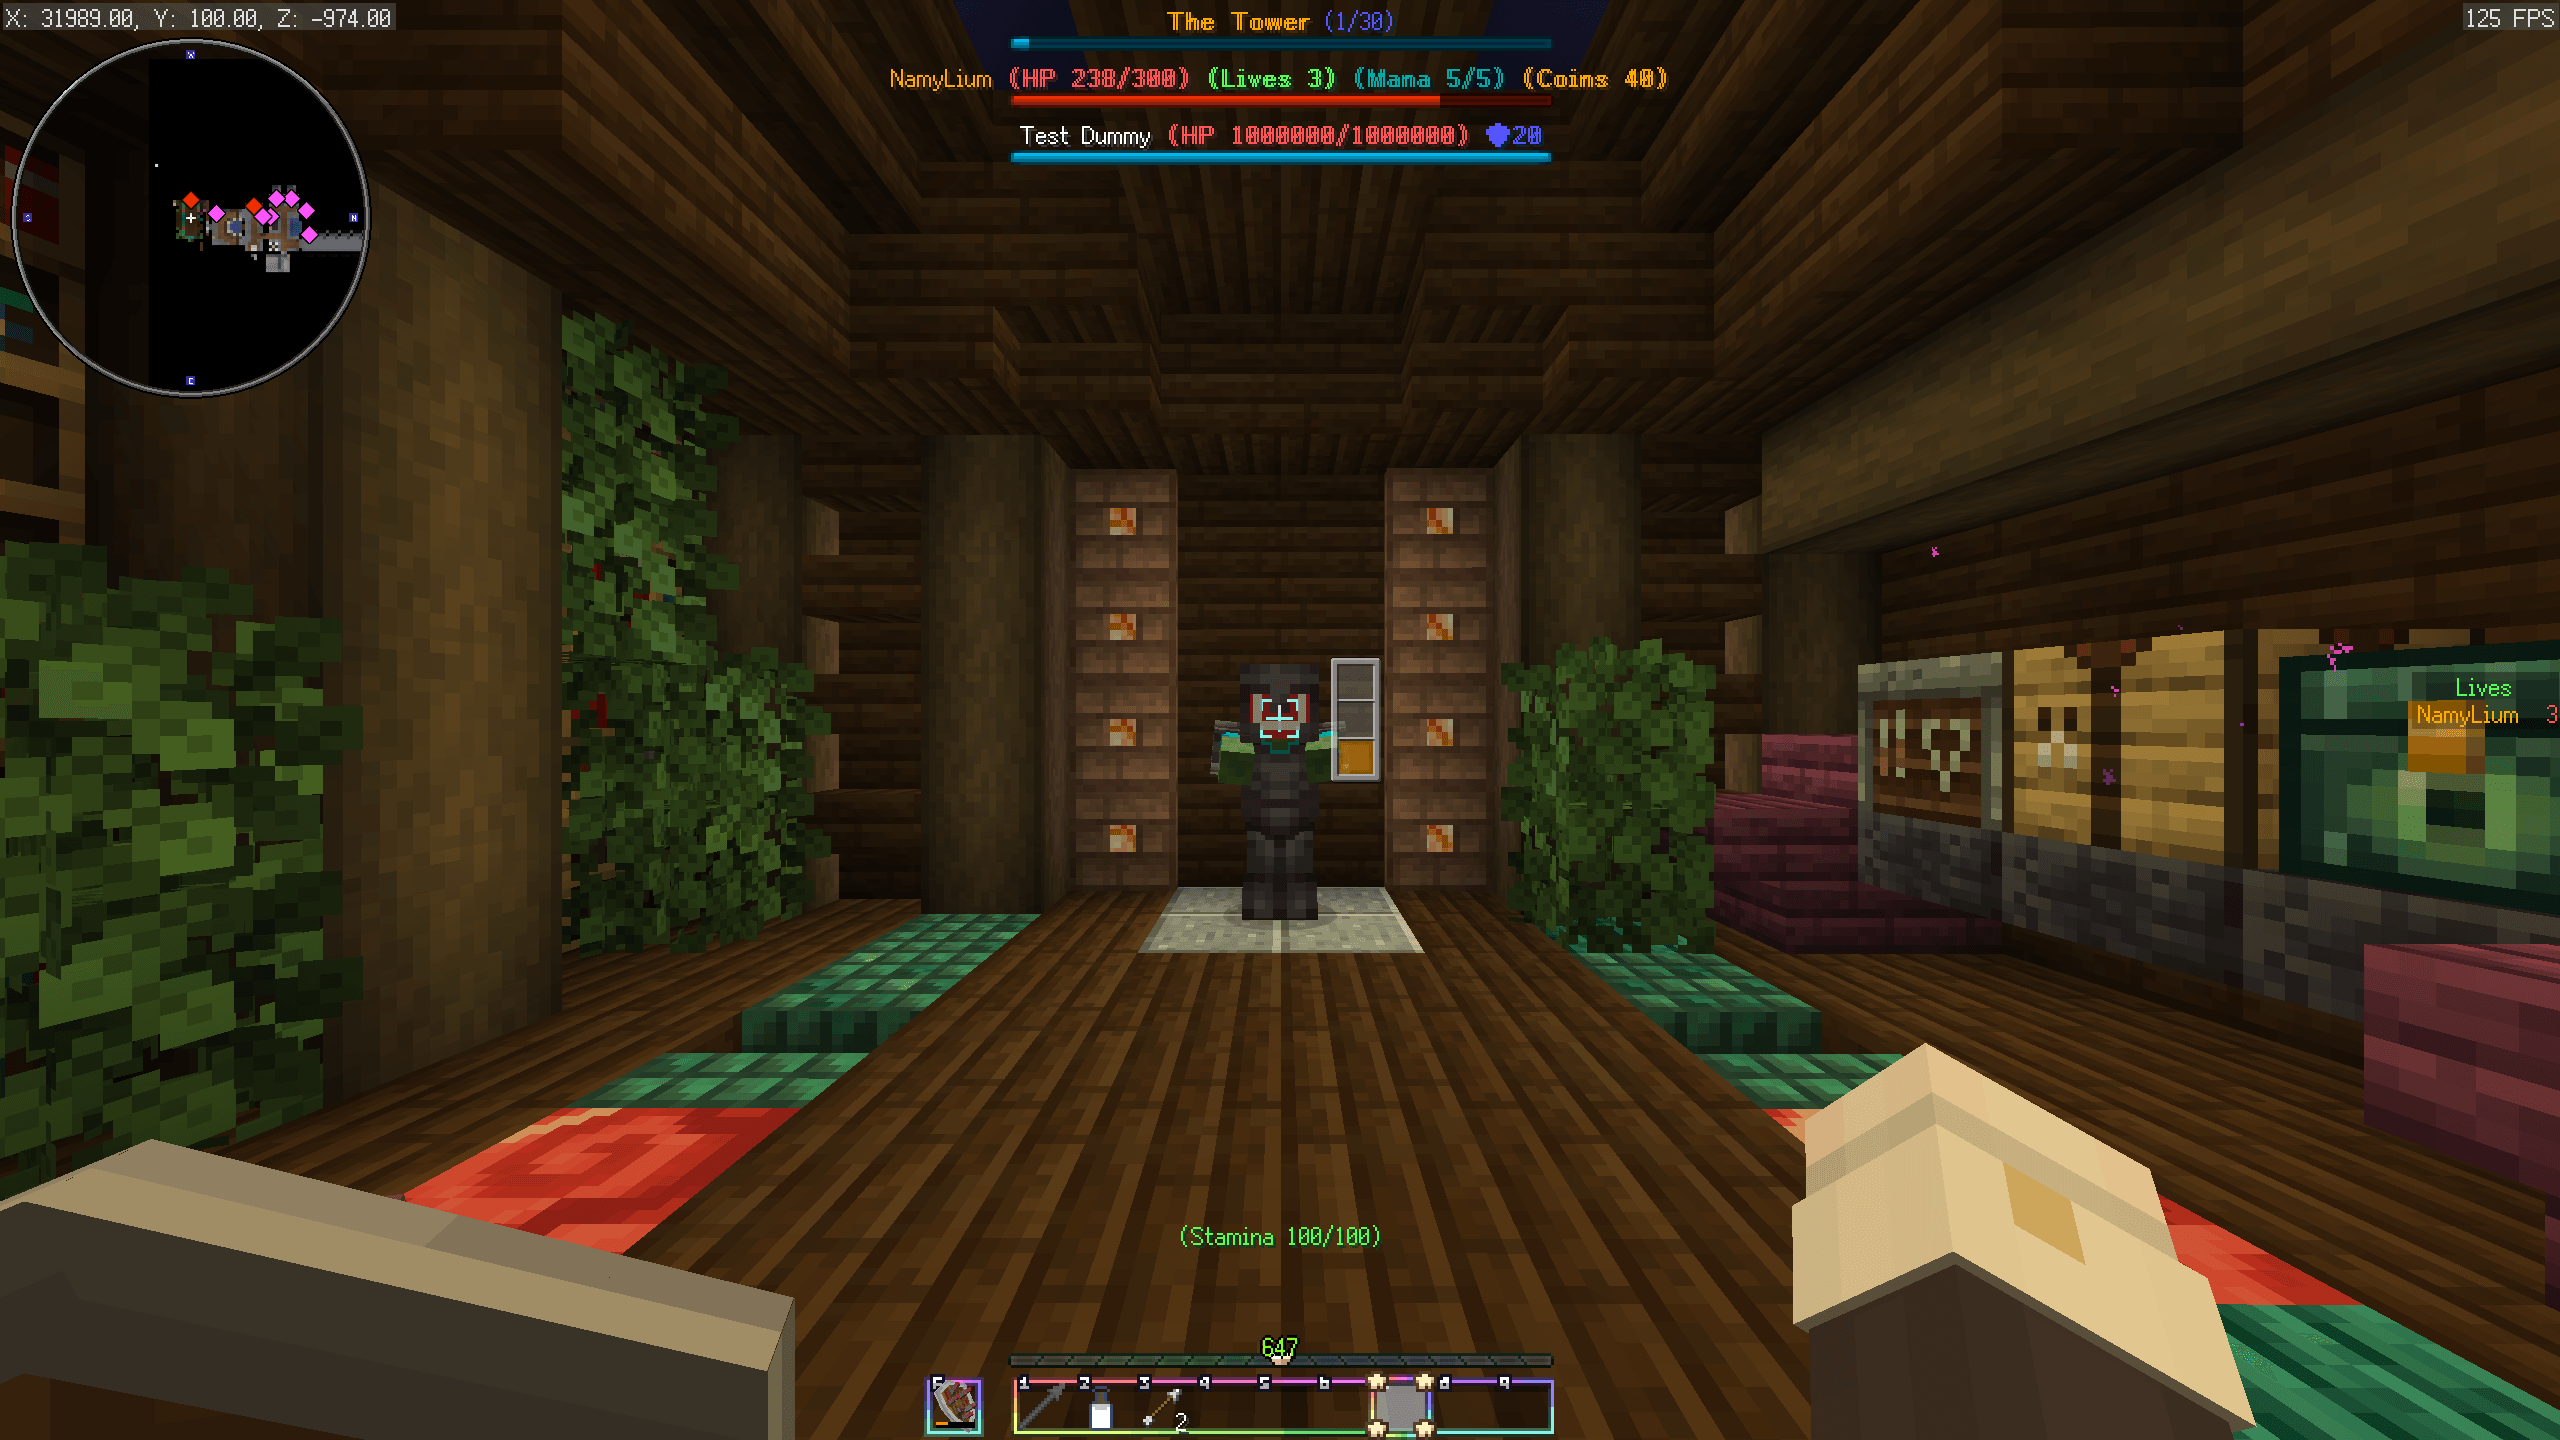 X: 31989.00, Y: 100.00, Z: -974.00
The Tower (1/30)
125 FPS
NamyLium (HP 238/300) (Lives 3) (Mana 5/5) (Coins 40)
Test Dummy (HP 1000000/1000000) 20
N
Lives
NamyLium 3
(Stamina 100/100)
647
F 1 2 3 4 5 6 8 9
2